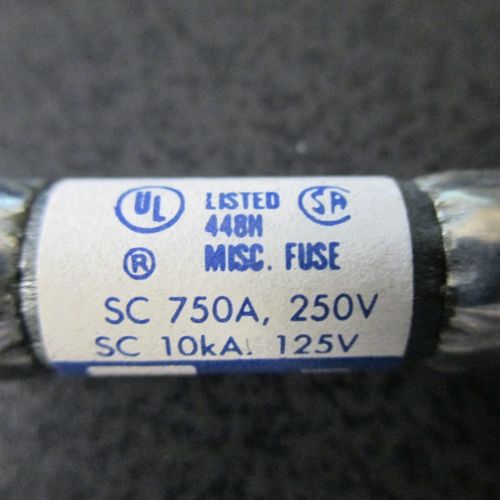 UL LISTED SA
448H
® MISC. FUSE
SC 750A, 250V
SC 10kA. 125V